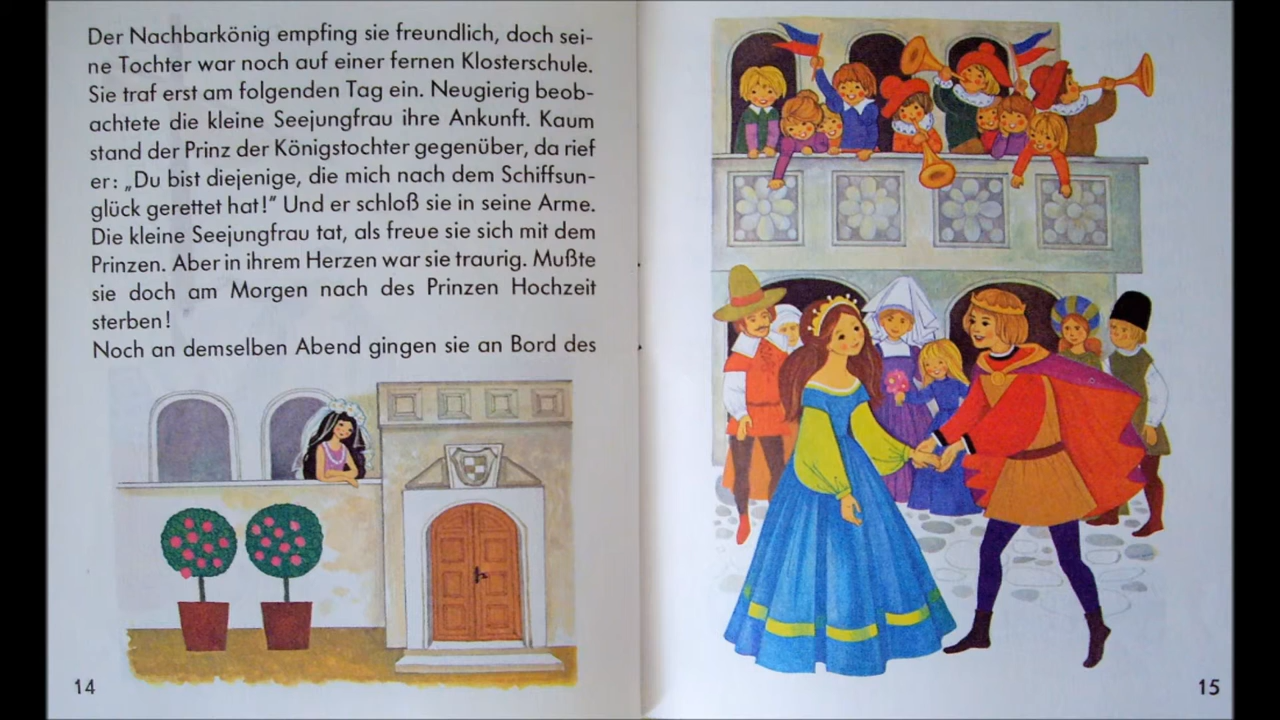 Der Nachbarkönig empfing sie freundlich, doch sei-
ne Tochter war noch auf einer fernen Klosterschule.
Sie traf erst am folgenden Tag ein. Neugierig beob-
achtete die kleine Seejungfrau ihre Ankunft. Kaum
stand der Prinz der Königstochter gegenüber, da rief
er: „Du bist diejenige, die mich nach dem Schiffsun-
glück gerettet hat!“ Und er schloß sie in seine Arme.
Die kleine Seejungfrau tat, als freue sie sich mit dem
Prinzen. Aber in ihrem Herzen war sie traurig. Mußte
sie doch am Morgen nach des Prinzen Hochzeit
sterben!
Noch an demselben Abend gingen sie an Bord des
14
15